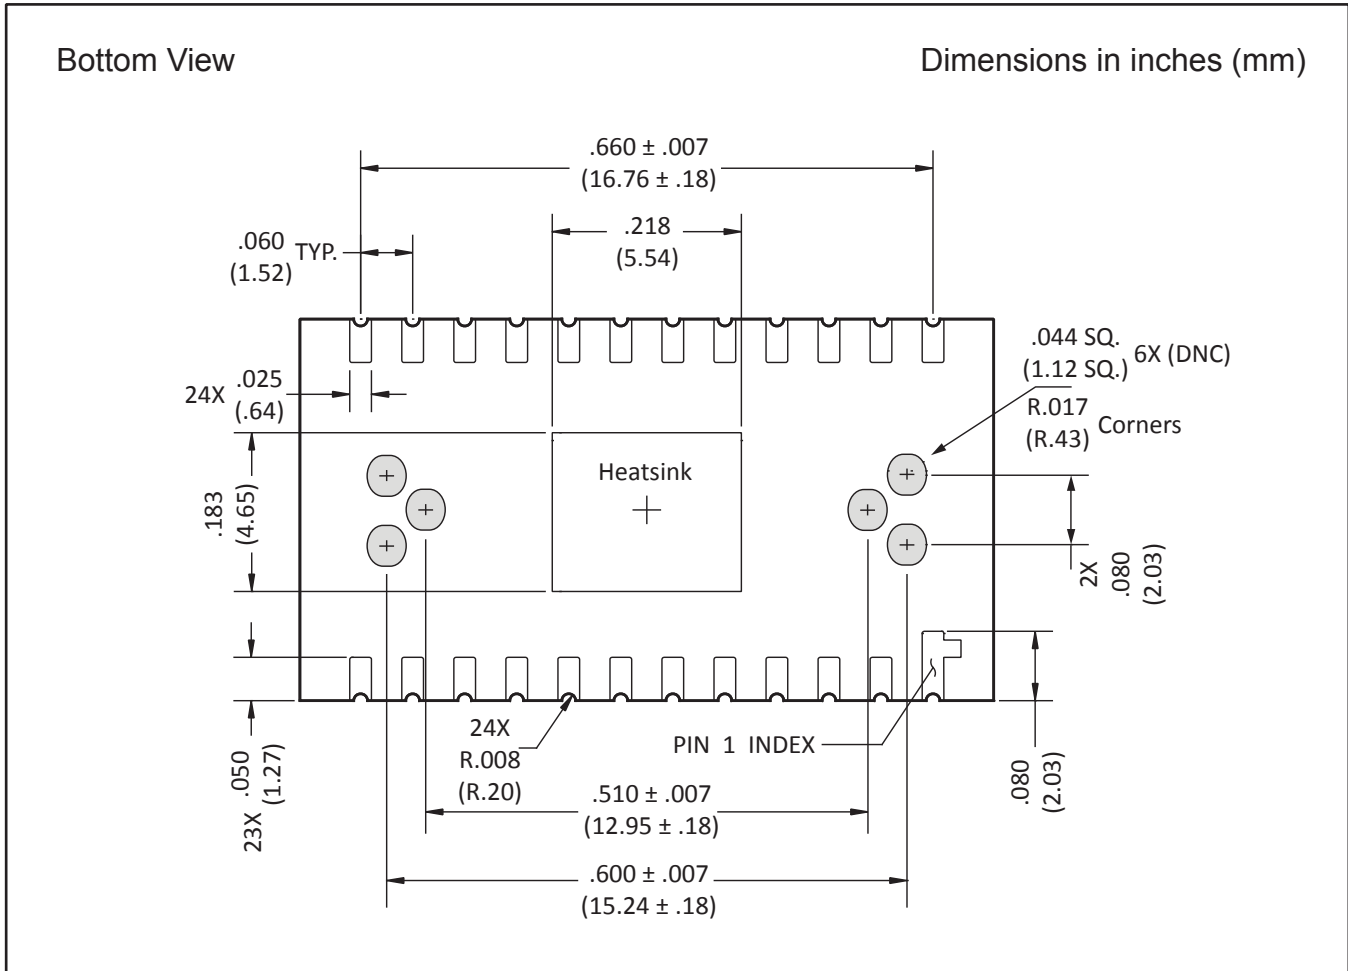 Bottom View
Dimensions in inches (mm)
.660 ± .007
(16.76 ± .18)
.218
(5.54)
.060
(1.52)
TYP.
24X
.025
(.64)
.044 SQ.
(1.12 SQ.)
6X (DNC)
R.017
(R.43)
Corners
Heatsink
.183
(4.65)
2X
.080
(2.03)
23X
.050
(1.27)
24X
R.008
(R.20)
PIN 1 INDEX
.080
(2.03)
.510 ± .007
(12.95 ± .18)
.600 ± .007
(15.24 ± .18)